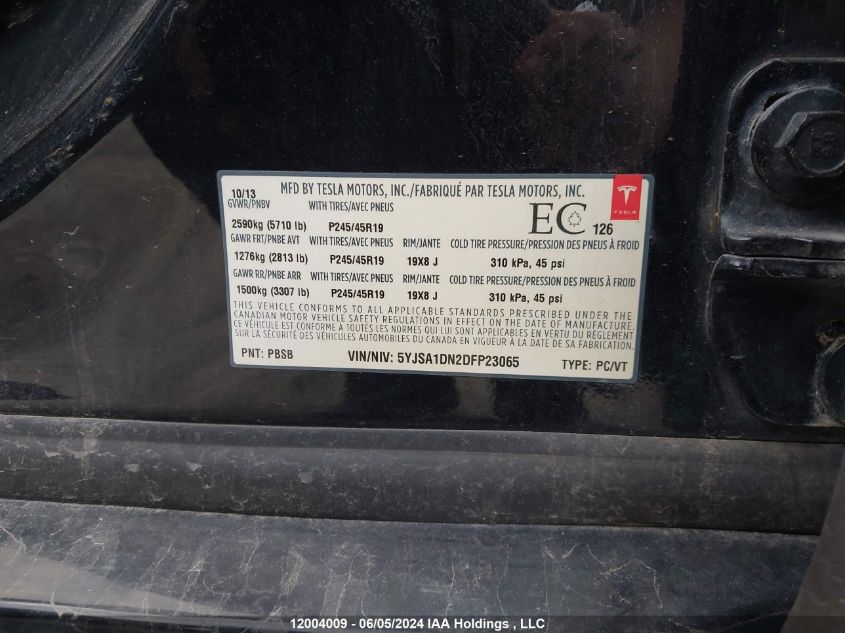 10/13 MFD BY TESLA MOTORS, INC./FABRIQUÉ PAR TESLA MOTORS, INC.
GVWR/PNBV WITH TIRES/AVEC PNEUS
TESLA
2590kg (5710 lb) P245/45R19 EC 126
GAWR FRT/PNBE AVT WITH TIRES/AVEC PNEUS RIM/JANTE COLD TIRE PRESSURE/PRESSION DES PNEUS À FROID
1276kg (2813 lb) P245/45R19 19X8 J 310 kPa, 45 psi
GAWR RR/PNBE ARR WITH TIRES/AVEC PNEUS RIM/JANTE COLD TIRE PRESSURE/PRESSION DES PNEUS À FROID
1500kg (3307 lb) P245/45R19 19X8 J 310 kPa, 45 psi
THIS VEHICLE CONFORMS TO ALL APPLICABLE STANDARDS PRESCRIBED UNDER THE
CANADIAN MOTOR VEHICLE SAFETY REGULATIONS IN EFFECT ON THE DATE OF MANUFACTURE
CE VÉHICULE EST CONFORME A TOUTES LES NORMES QUI LUI SONT APPLICABLES EN VERTU DU RÈGLEMENT
SUR LA SÉCURITÉ DES VÉHICULES AUTOMOBILES DU CANADA EN VIGUEUR À LA DATE DE SA FABRICATION.
PNT: PBSB VIN/NIV: 5YJSA1DN2DFP23065 TYPE: PC/VT
12004009 - 06/05/2024 IAA Holdings , LLC